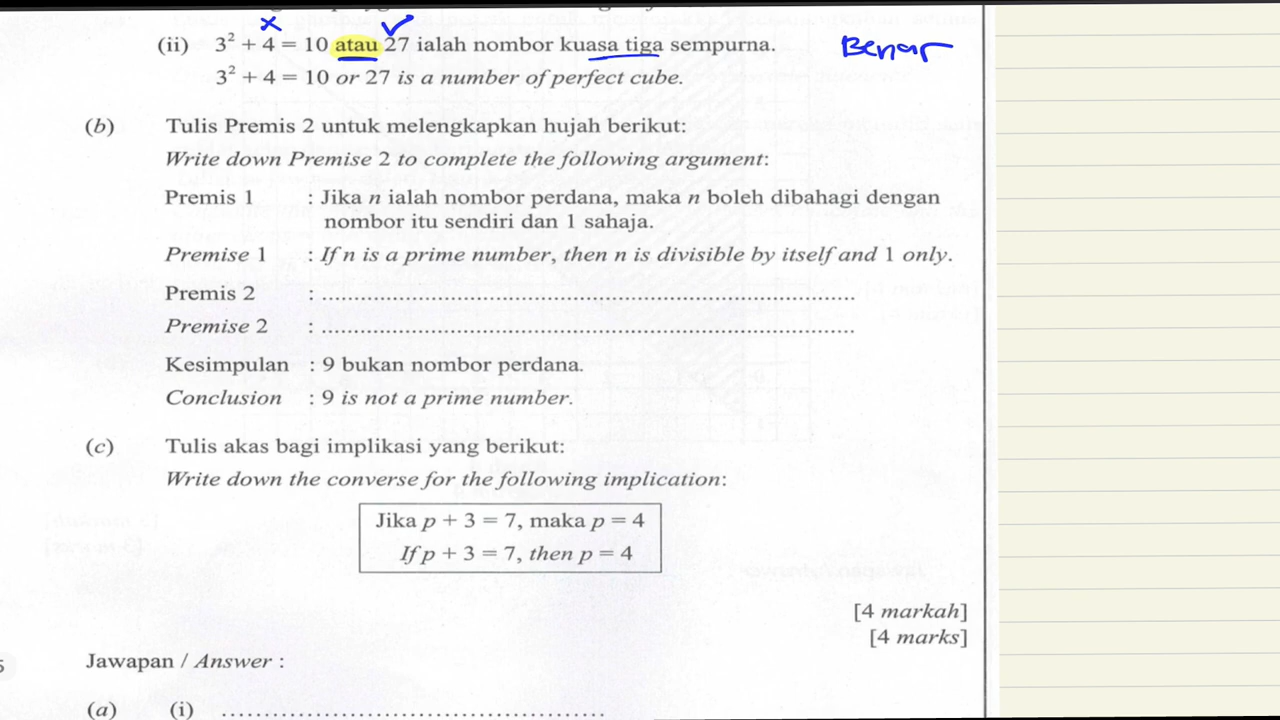 ✗ ✓
(ii) 3² + 4 = 10 atau 27 ialah nombor kuasa tiga sempurna. Benar
3² + 4 = 10 or 27 is a number of perfect cube.
(b) Tulis Premis 2 untuk melengkapkan hujah berikut:
Write down Premise 2 to complete the following argument:
Premis 1 : Jika n ialah nombor perdana, maka n boleh dibahagi dengan
nombor itu sendiri dan 1 sahaja.
Premise 1 : If n is a prime number, then n is divisible by itself and 1 only.
Premis 2 : ................................................................................
Premise 2 : ................................................................................
Kesimpulan : 9 bukan nombor perdana.
Conclusion : 9 is not a prime number.
(c) Tulis akas bagi implikasi yang berikut:
Write down the converse for the following implication:
Jika p + 3 = 7, maka p = 4
If p + 3 = 7, then p = 4
[4 markah]
[4 marks]
Jawapan / Answer :
(a) (i) ..........................................